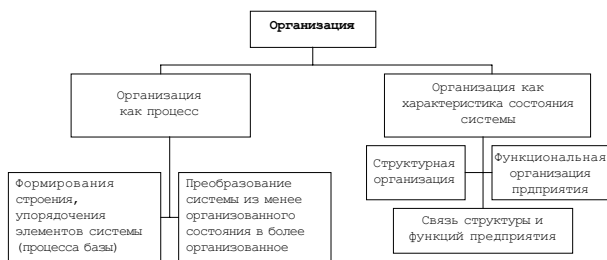 Организация
Организация
как процесс
Организация как
характеристика состояния
системы
Формирования
строения,
упорядочения
элементов системы
(процесса базы)
Преобразование
системы из менее
организованного
состояния в более
организованное
Структурная
организация
Функциональная
организация
прдприятия
Связь структуры и
функций предприятия